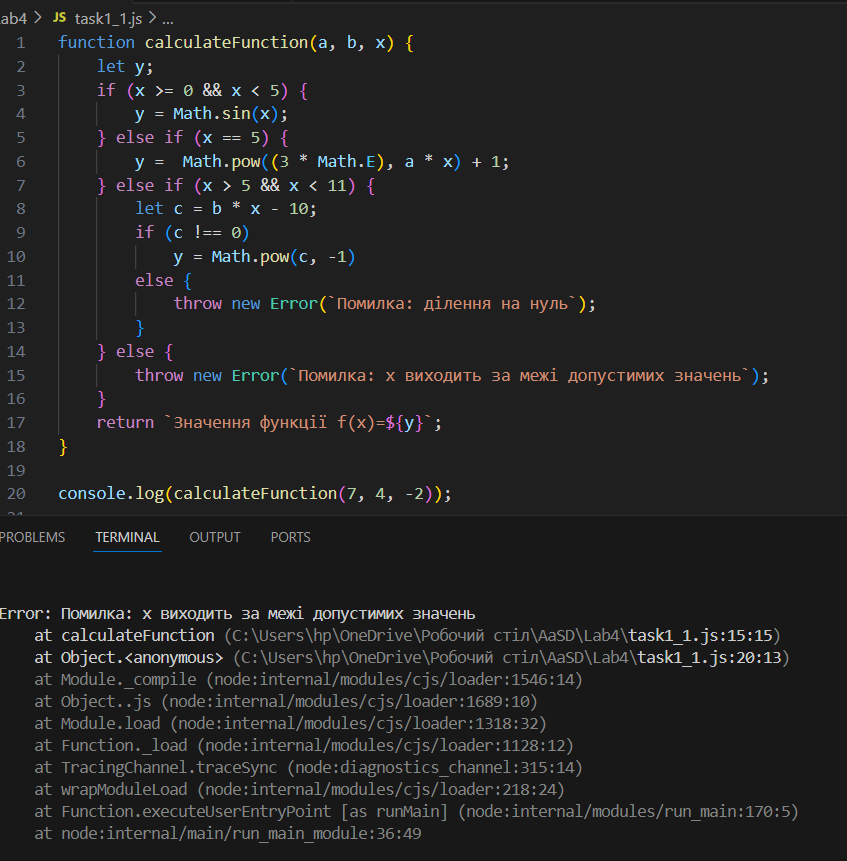 ab4 > JS task1_1.js > ...
1 function calculateFunction(a, b, x) {
2     let y;
3     if (x >= 0 && x < 5) {
4         y = Math.sin(x);
5     } else if (x == 5) {
6         y =  Math.pow((3 * Math.E), a * x) + 1;
7     } else if (x > 5 && x < 11) {
8         let c = b * x - 10;
9         if (c !== 0)
10             y = Math.pow(c, -1)
11         else {
12             throw new Error(`Помилка: ділення на нуль`);
13         }
14     } else {
15         throw new Error(`Помилка: x виходить за межі допустимих значень`);
16     }
17     return `Значення функції f(x)=${y}`;
18 }
19
20 console.log(calculateFunction(7, 4, -2));
PROBLEMS TERMINAL OUTPUT PORTS
Error: Помилка: x виходить за межі допустимих значень
    at calculateFunction (C:\Users\hp\OneDrive\Робочий стіл\AaSD\Lab4\task1_1.js:15:15)
    at Object.<anonymous> (C:\Users\hp\OneDrive\Робочий стіл\AaSD\Lab4\task1_1.js:20:13)
    at Module._compile (node:internal/modules/cjs/loader:1546:14)
    at Object..js (node:internal/modules/cjs/loader:1689:10)
    at Module.load (node:internal/modules/cjs/loader:1318:32)
    at Function._load (node:internal/modules/cjs/loader:1128:12)
    at TracingChannel.traceSync (node:diagnostics_channel:315:14)
    at wrapModuleLoad (node:internal/modules/cjs/loader:218:24)
    at Function.executeUserEntryPoint [as runMain] (node:internal/modules/run_main:170:5)
    at node:internal/main/run_main_module:36:49